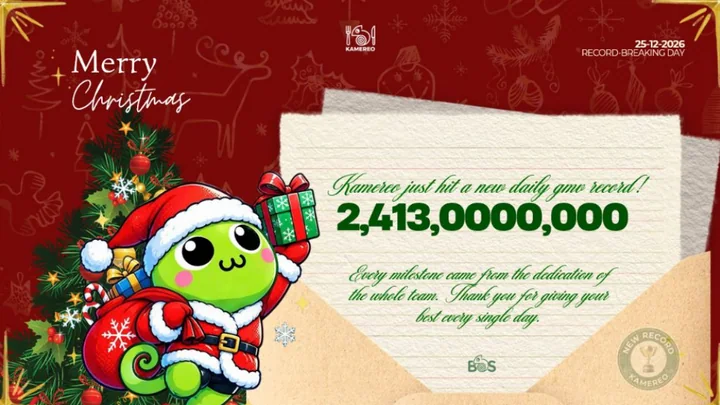 Merry
Christmas
KAMEREO
25-12-2026
RECORD-BREAKING DAY
Kamereo just hit a new daily gmv record!
2,413,0000,000
Every milestone came from the dedication of
the whole team. Thank you for giving your
best every single day.
BOS
NEW RECORD
KAMEREO